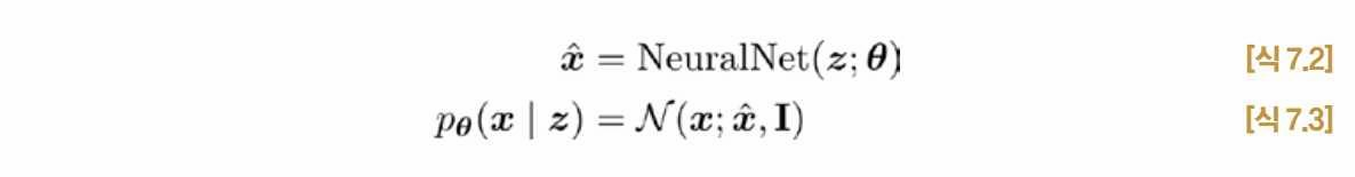 x̂ = NeuralNet(z; θ) [식 7.2]
p_θ(x | z) = 𝒩(x; x̂, I) [식 7.3]